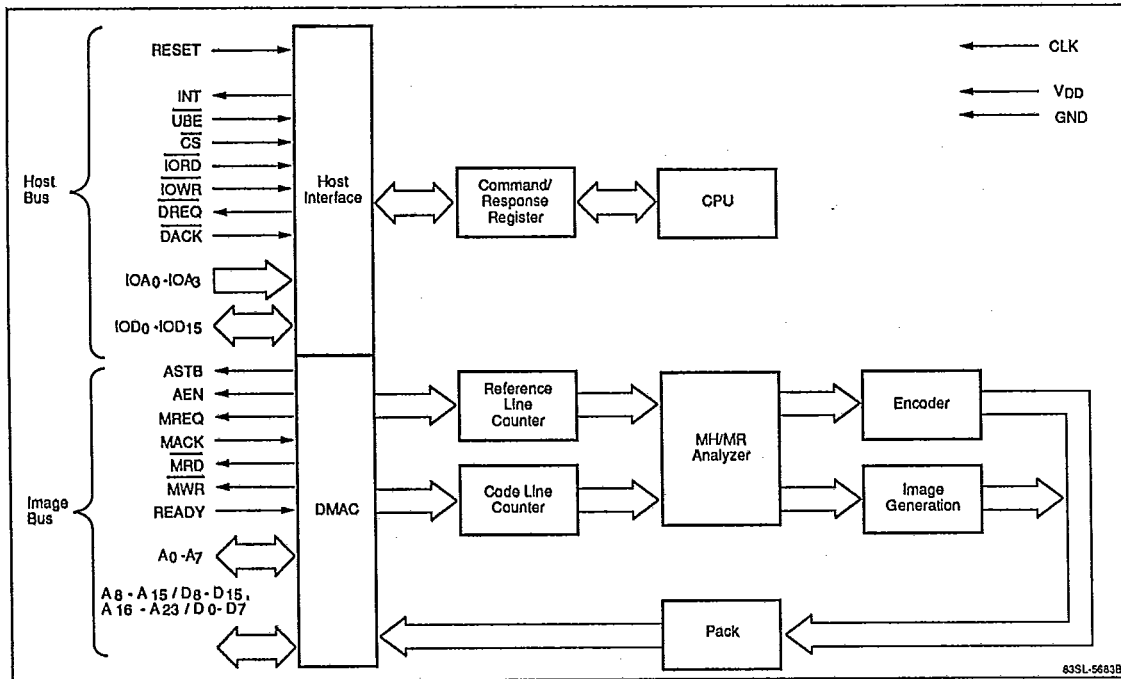 RESET
INT
UBE
CS
IORD
IOWR
DREQ
DACK
IOA0-IOA3
IOD0-IOD15
Host
Bus
Host
Interface
Command/
Response
Register
CPU
CLK
VDD
GND
ASTB
AEN
MREQ
MACK
MRD
MWR
READY
A0-A7
A8-A15/D8-D15,
A16-A23/D0-D7
Image
Bus
DMAC
Reference
Line
Counter
Code Line
Counter
MH/MR
Analyzer
Encoder
Image
Generation
Pack
83SL-5683B